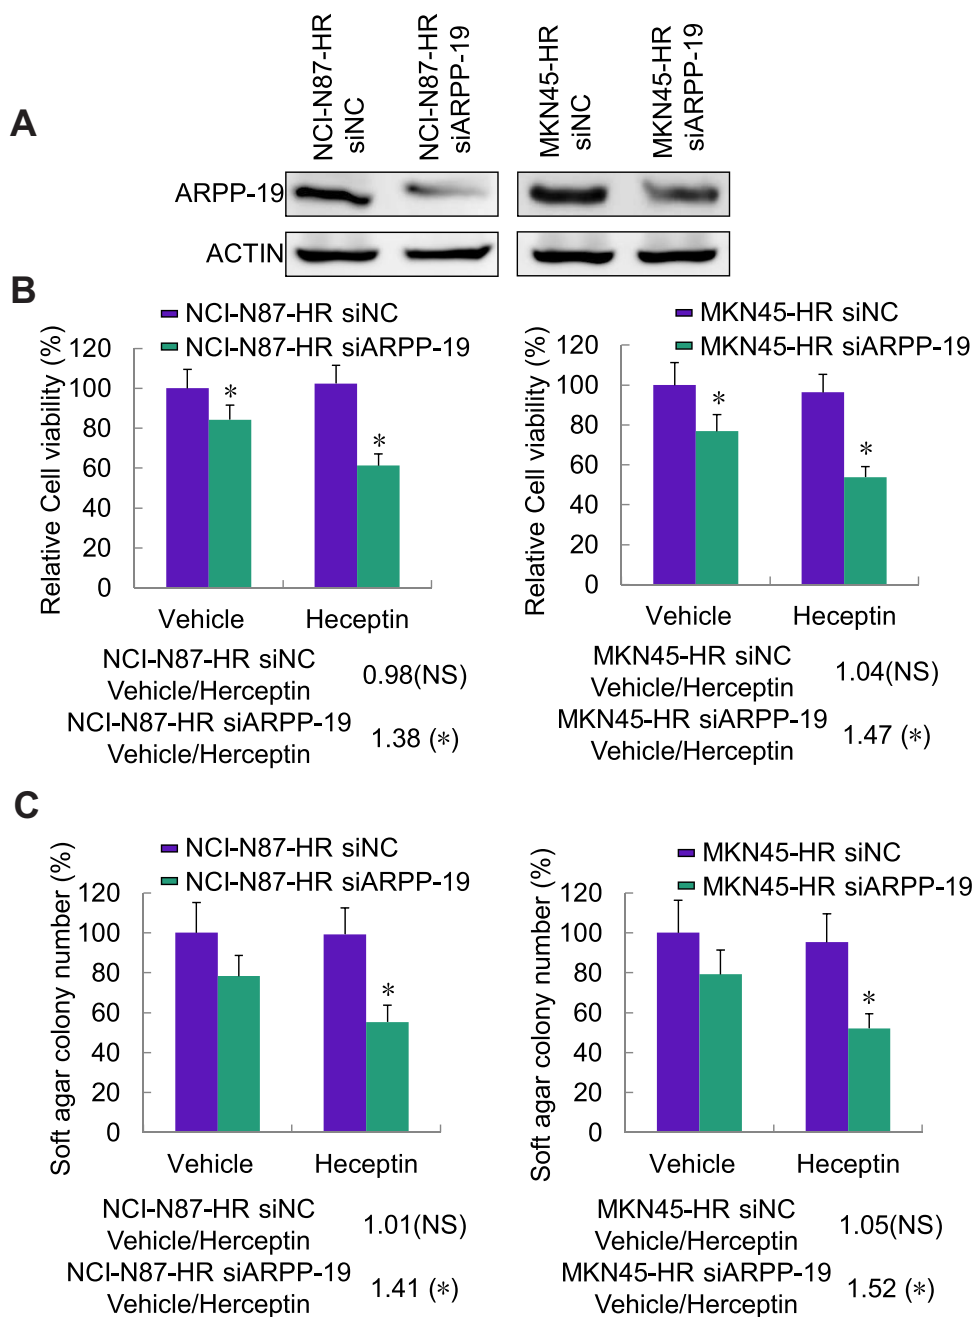 A
NCI-N87-HR
siNC
NCI-N87-HR
siARPP-19
MKN45-HR
siNC
MKN45-HR
siARPP-19
ARPP-19
ACTIN
B
NCI-N87-HR siNC
NCI-N87-HR siARPP-19
Relative Cell viability (%)
120
100
80
60
40
20
0
*
*
Vehicle
Heceptin
NCI-N87-HR siNC
Vehicle/Herceptin
0.98(NS)
NCI-N87-HR siARPP-19
Vehicle/Herceptin
1.38 (*)
MKN45-HR siNC
MKN45-HR siARPP-19
Relative Cell viability (%)
120
100
80
60
40
20
0
*
*
Vehicle
Heceptin
MKN45-HR siNC
Vehicle/Herceptin
1.04(NS)
MKN45-HR siARPP-19
Vehicle/Herceptin
1.47 (*)
C
NCI-N87-HR siNC
NCI-N87-HR siARPP-19
Soft agar colony number (%)
120
100
80
60
40
20
0
*
Vehicle
Heceptin
NCI-N87-HR siNC
Vehicle/Herceptin
1.01(NS)
NCI-N87-HR siARPP-19
Vehicle/Herceptin
1.41 (*)
MKN45-HR siNC
MKN45-HR siARPP-19
Soft agar colony number (%)
120
100
80
60
40
20
0
*
Vehicle
Heceptin
MKN45-HR siNC
Vehicle/Herceptin
1.05(NS)
MKN45-HR siARPP-19
Vehicle/Herceptin
1.52 (*)